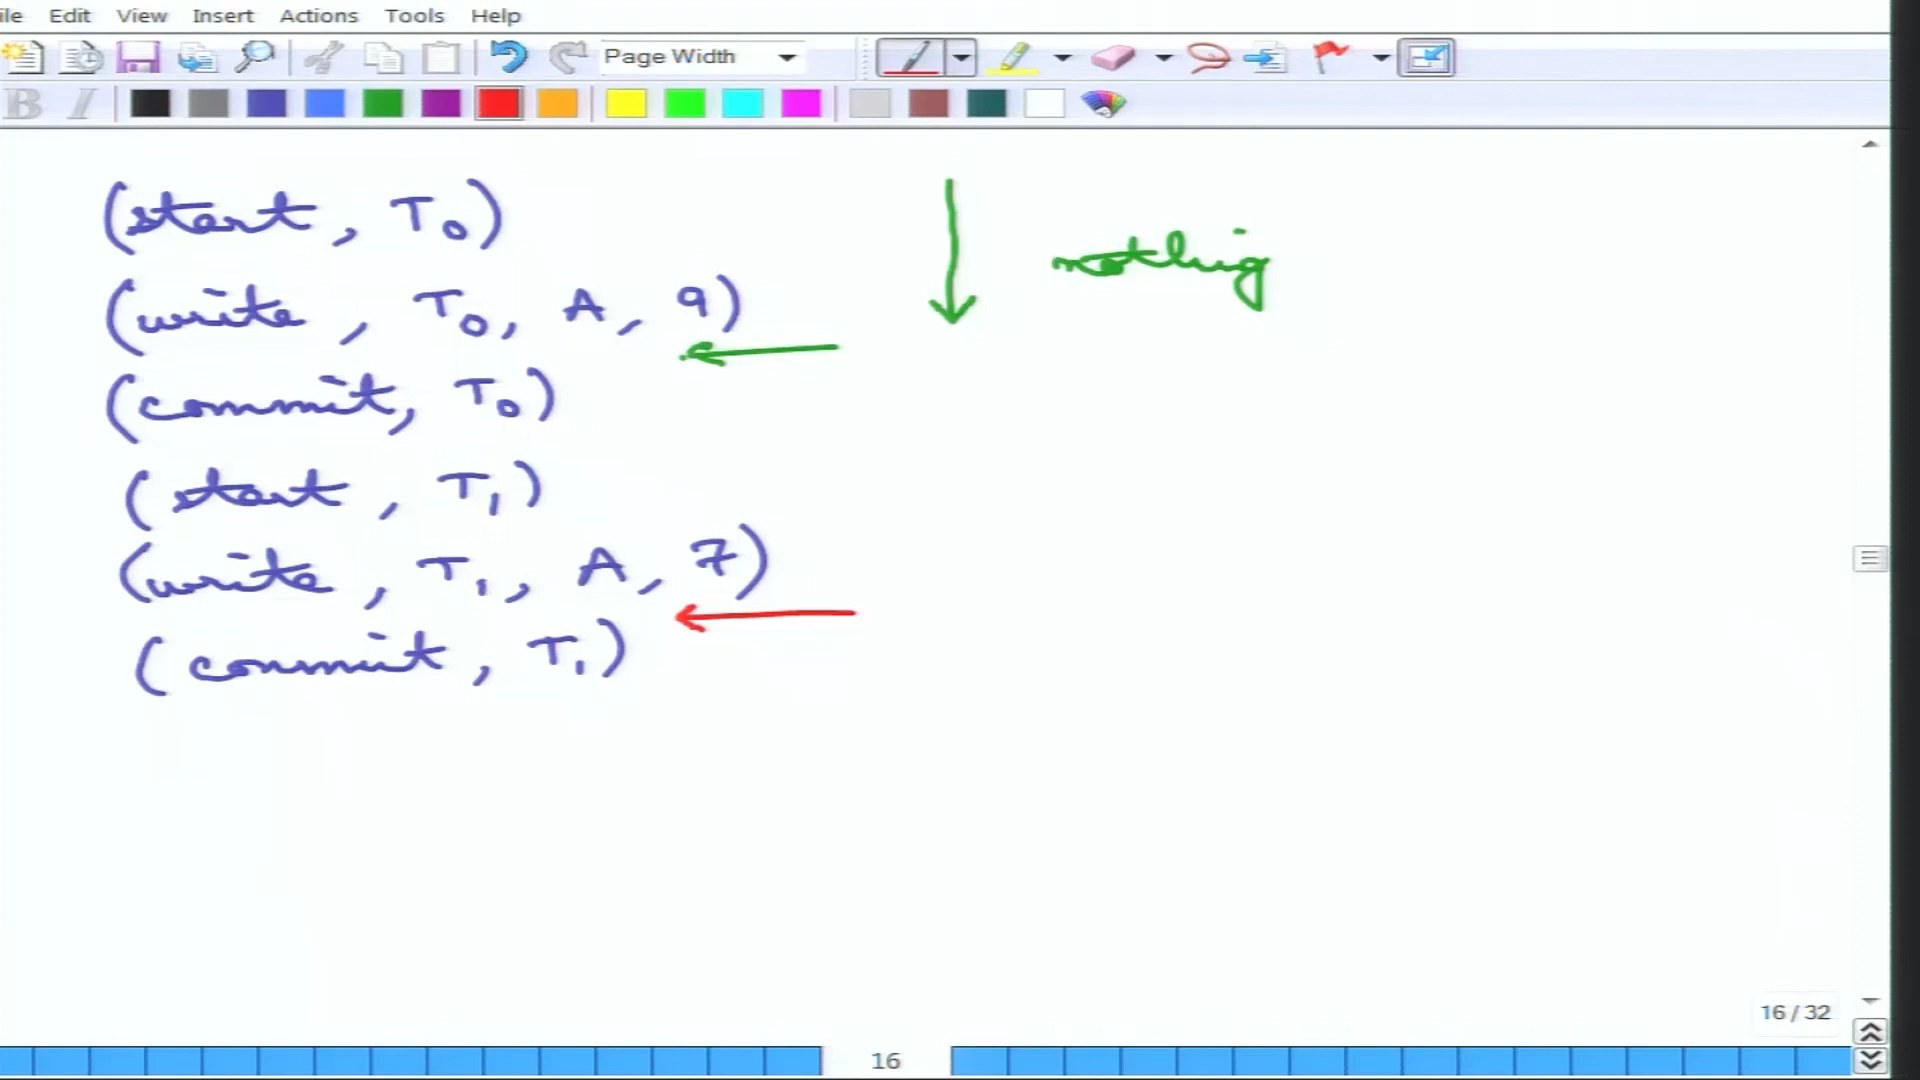 ile Edit View Insert Actions Tools Help
Page Width
B I
(start, T0)
(write, T0, A, 9)
(commit, T0)
(start, T1)
(write, T1, A, 7)
(commit, T1)
nothing
16 / 32
16